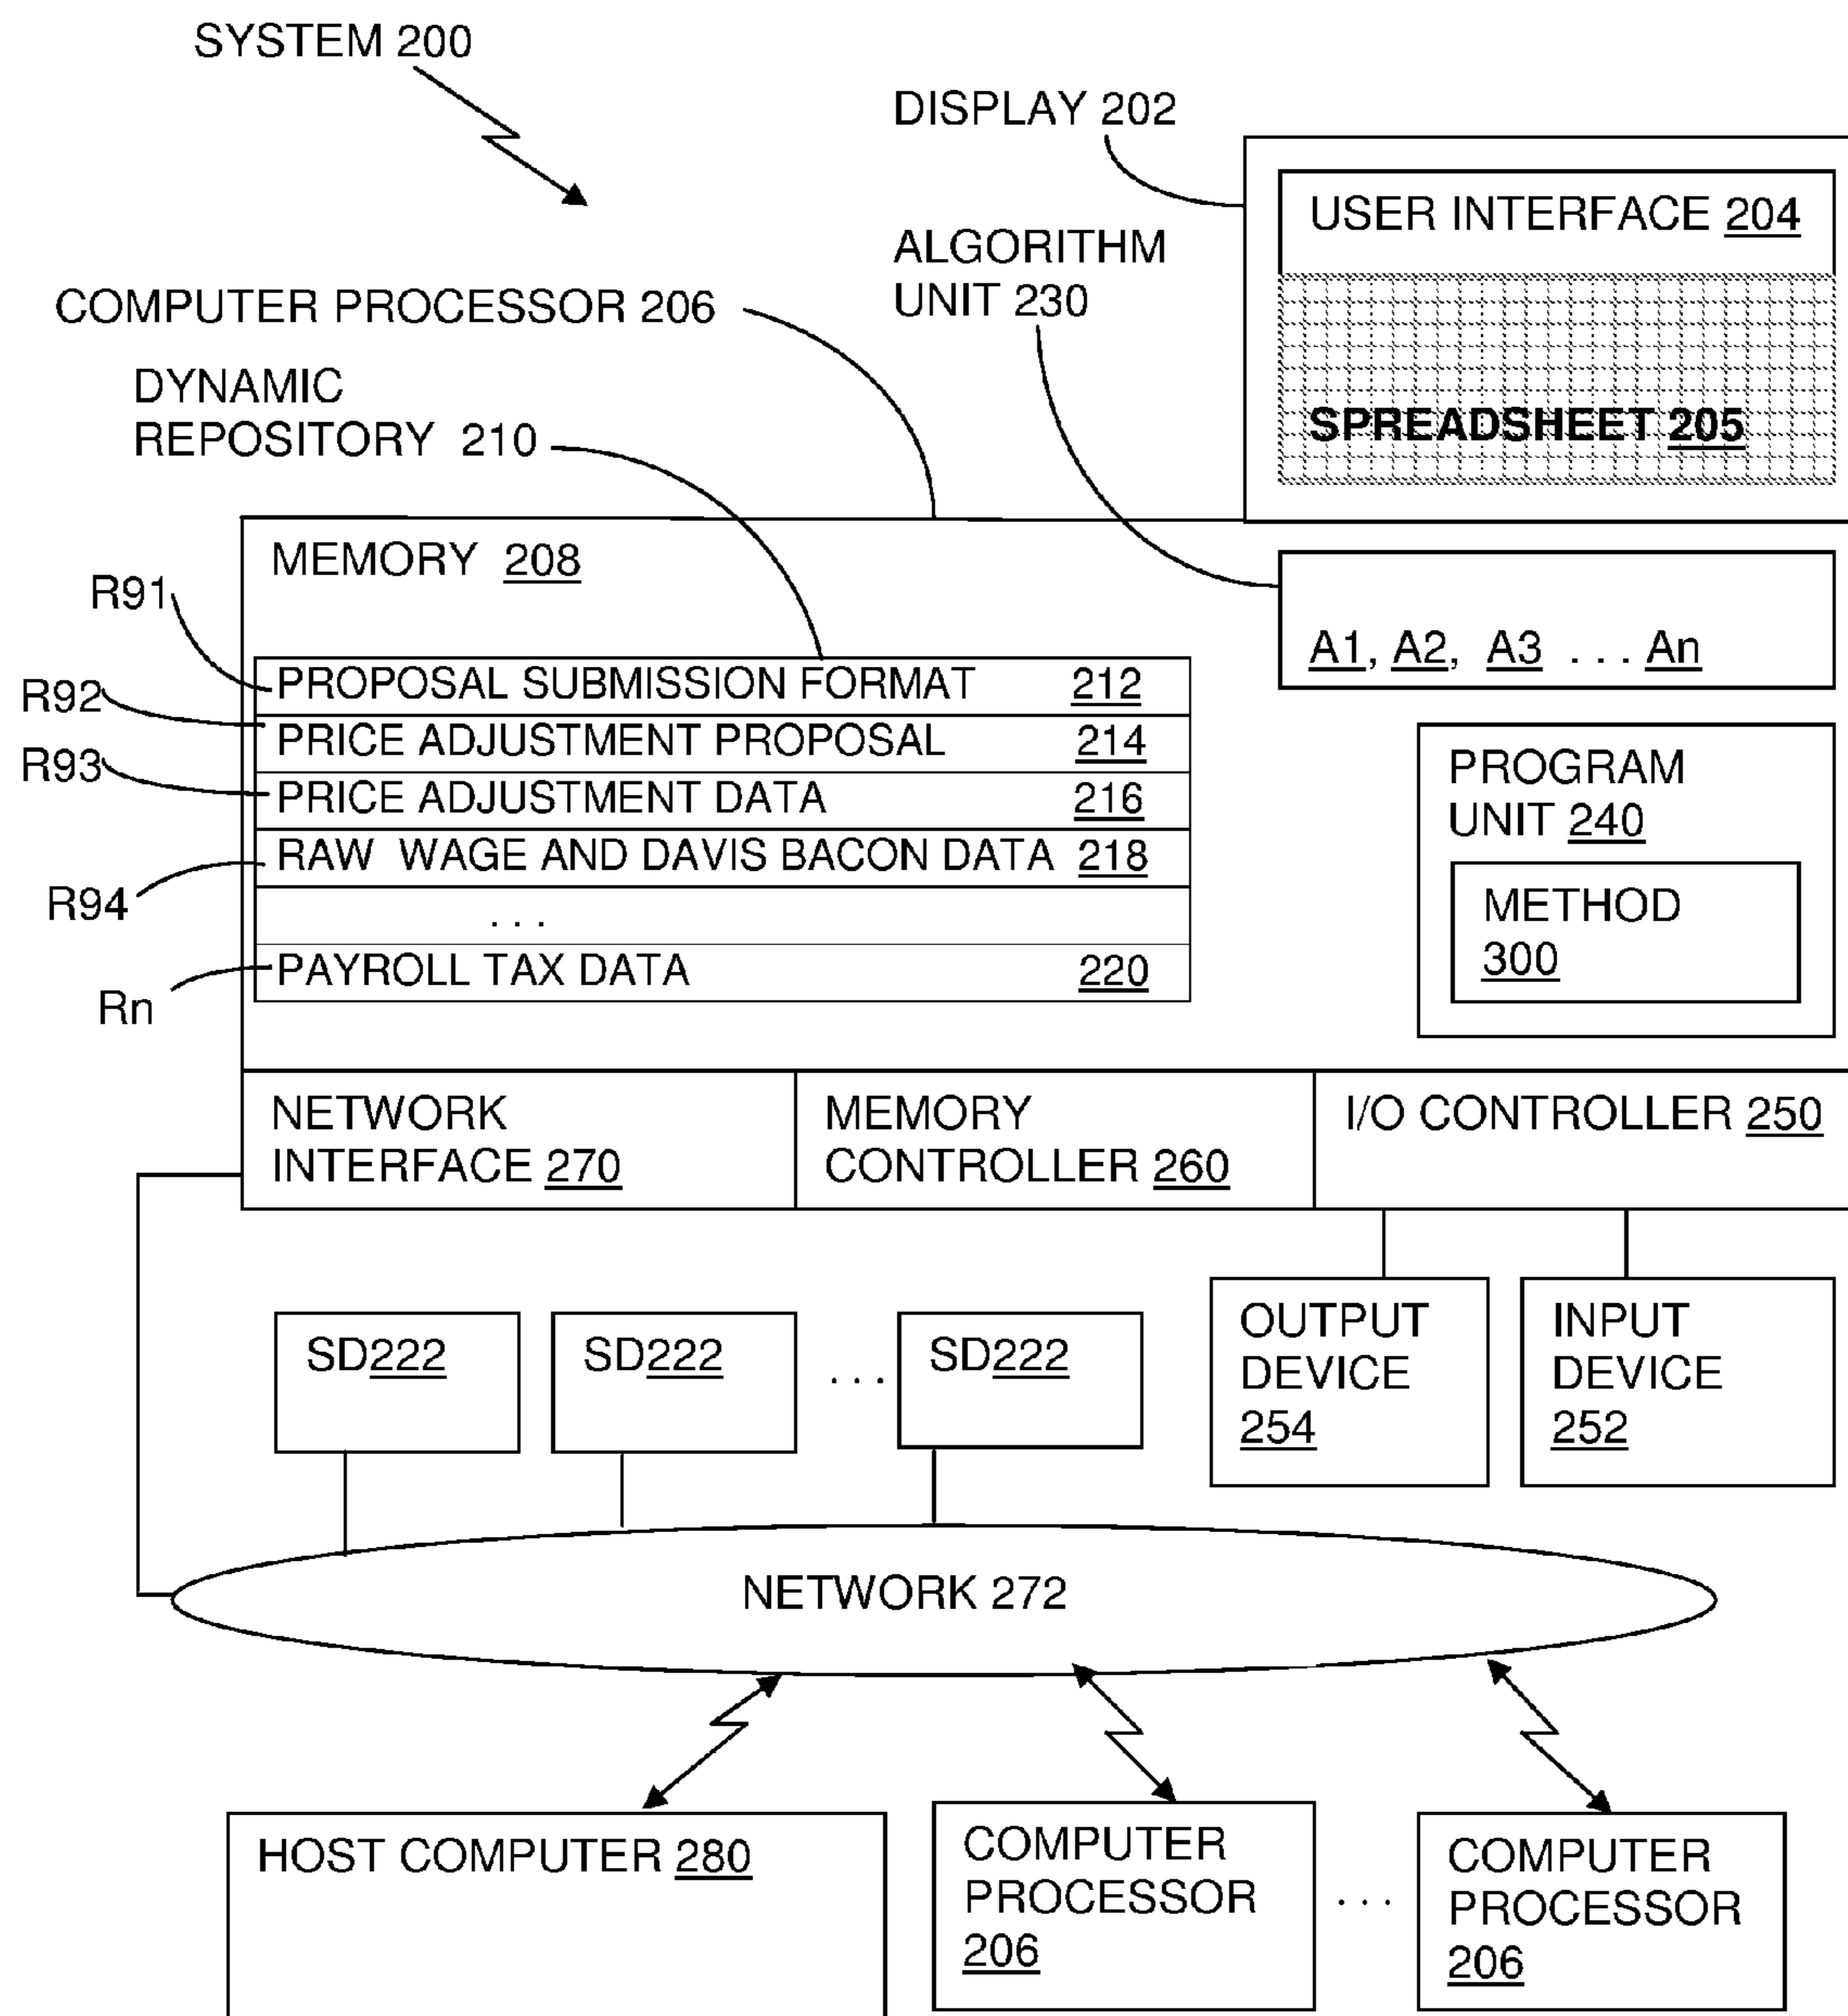 SYSTEM 200
DISPLAY 202
USER INTERFACE 204
SPREADSHEET 205
ALGORITHM
UNIT 230
COMPUTER PROCESSOR 206
DYNAMIC
REPOSITORY 210
MEMORY 208
A1, A2, A3 . . . An
R91
PROPOSAL SUBMISSION FORMAT 212
R92
PRICE ADJUSTMENT PROPOSAL 214
R93
PRICE ADJUSTMENT DATA 216
R94
RAW WAGE AND DAVIS BACON DATA 218
. . .
Rn
PAYROLL TAX DATA 220
PROGRAM
UNIT 240
METHOD
300
NETWORK
INTERFACE 270
MEMORY
CONTROLLER 260
I/O CONTROLLER 250
SD222
SD222
. . .
SD222
OUTPUT
DEVICE
254
INPUT
DEVICE
252
NETWORK 272
HOST COMPUTER 280
COMPUTER
PROCESSOR
206
. . .
COMPUTER
PROCESSOR
206